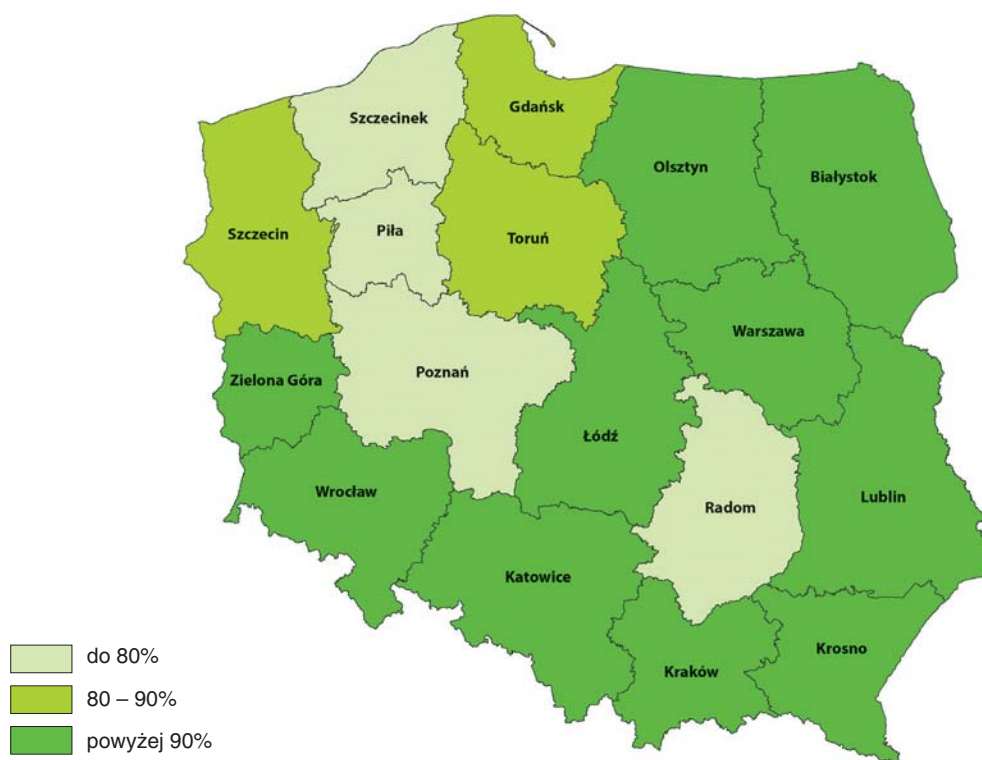 Gdańsk
Szczecinek
Olsztyn
Białystok
Piła
Szczecin
Toruń
Warszawa
Zielona Góra
Poznań
Łódź
Wrocław
Lublin
Radom
Katowice
Krosno
Kraków
do 80%
80 – 90%
powyżej 90%